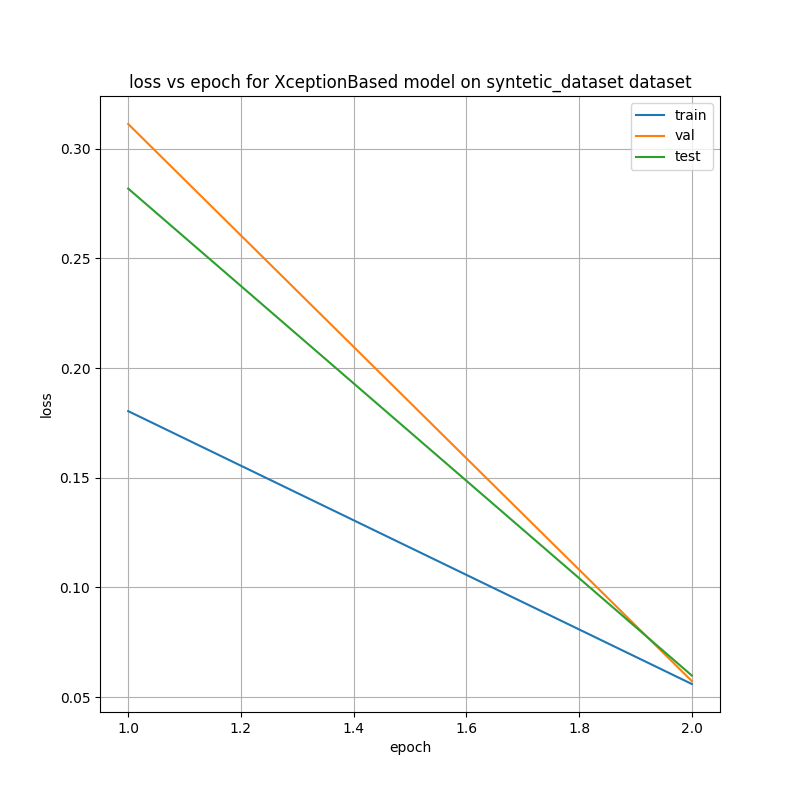 loss vs epoch for XceptionBased model on syntetic_dataset dataset
train
val
test
0.30
0.25
0.20
0.15
0.10
0.05
loss
1.0 1.2 1.4 1.6 1.8 2.0
epoch